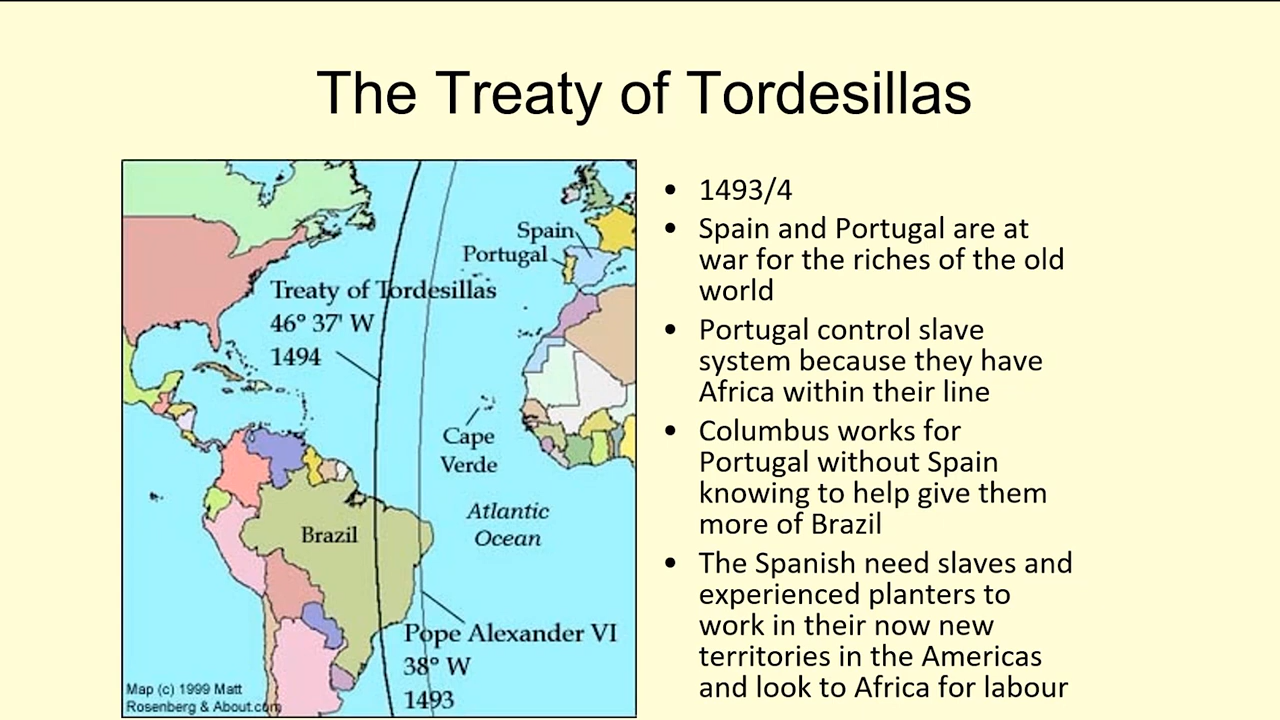 The Treaty of Tordesillas
Spain
Portugal
Treaty of Tordesillas
46° 37' W
1494
Cape
Verde
Atlantic
Ocean
Brazil
Pope Alexander VI
38° W
1493
Map (c) 1999 Matt
Rosenberg & About.com
• 1493/4
• Spain and Portugal are at
war for the riches of the old
world
• Portugal control slave
system because they have
Africa within their line
• Columbus works for
Portugal without Spain
knowing to help give them
more of Brazil
• The Spanish need slaves and
experienced planters to
work in their now new
territories in the Americas
and look to Africa for labour